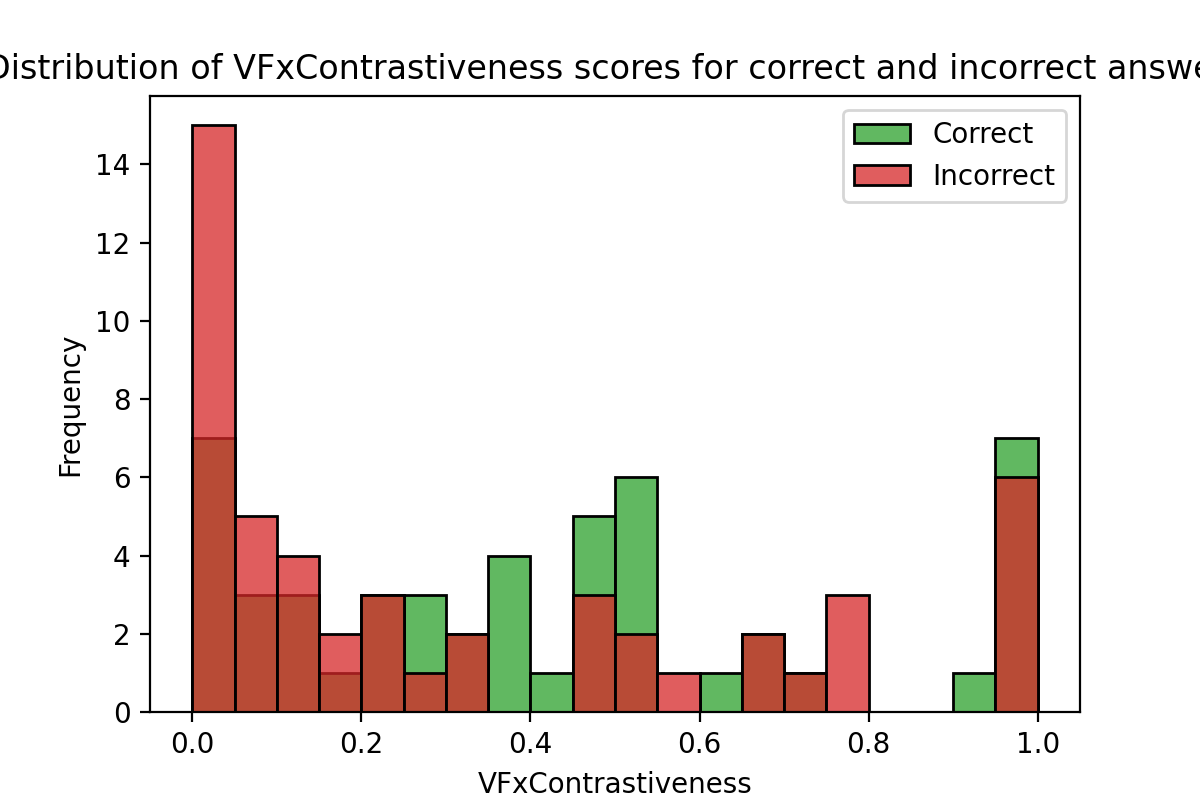 Distribution of VFxContrastiveness scores for correct and incorrect answe
Correct
Incorrect
14
12
10
8
6
4
2
0
Frequency
0.0 0.2 0.4 0.6 0.8 1.0
VFxContrastiveness